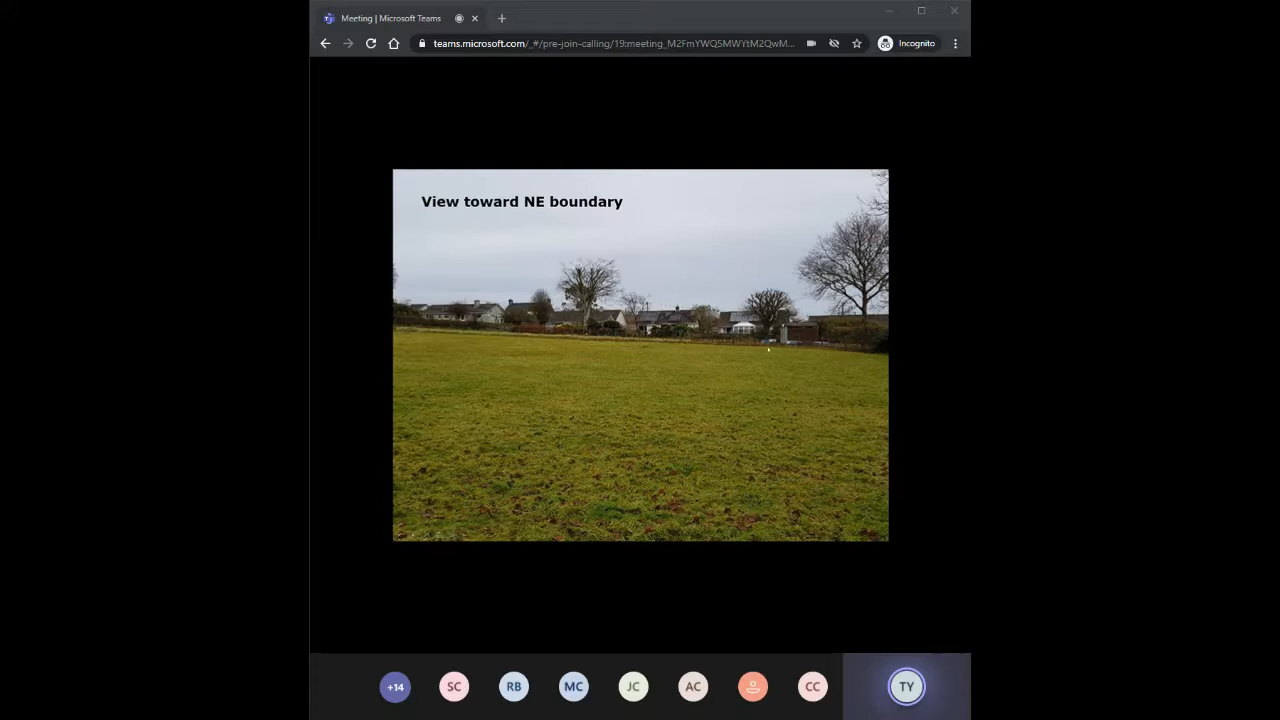 Meeting | Microsoft Teams
teams.microsoft.com/_#/pre-join-calling/19:meeting_M2FmYWQ5MWYtM2QwM...
Incognito
View toward NE boundary
+14
SC
RB
MC
JC
AC
CC
TY